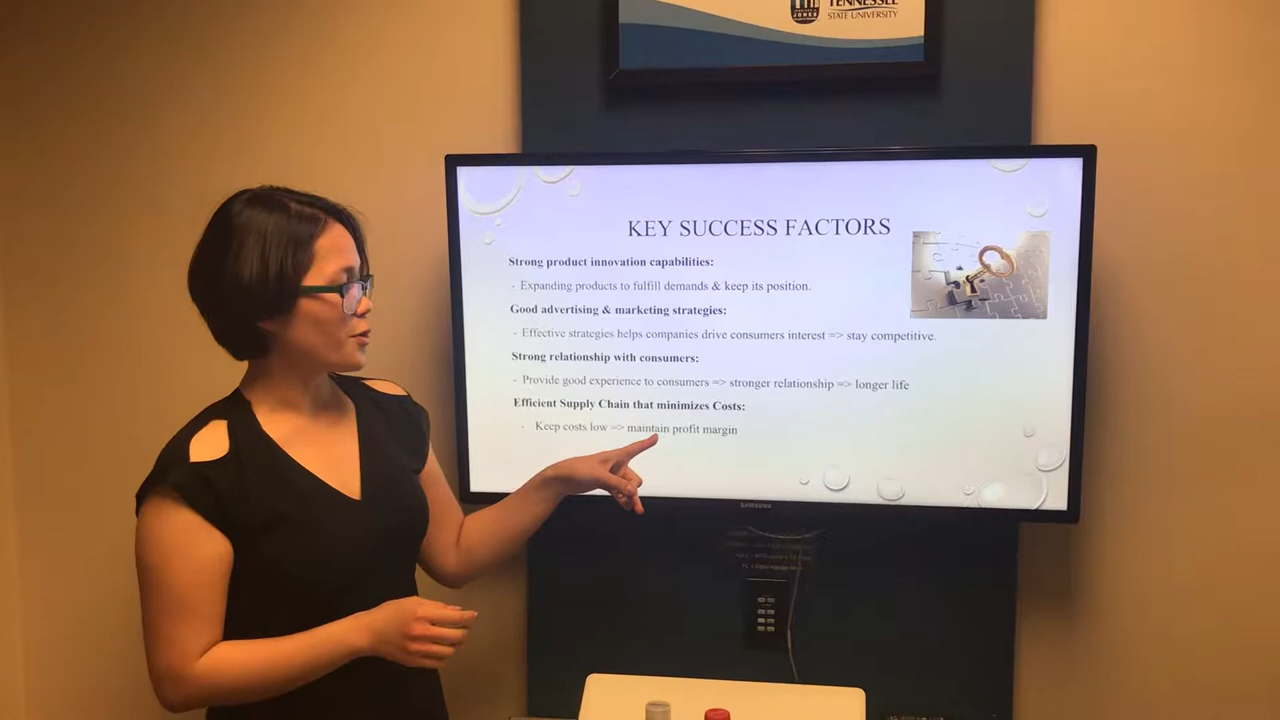 JONES
TENNESSEE
STATE UNIVERSITY
KEY SUCCESS FACTORS
Strong product innovation capabilities:
- Expanding products to fulfill demands & keep its position.
Good advertising & marketing strategies:
- Effective strategies helps companies drive consumers interest => stay competitive.
Strong relationship with consumers:
- Provide good experience to consumers => stronger relationship => longer life
Efficient Supply Chain that minimizes Costs:
- Keep costs low => maintain profit margin
SAMSUNG